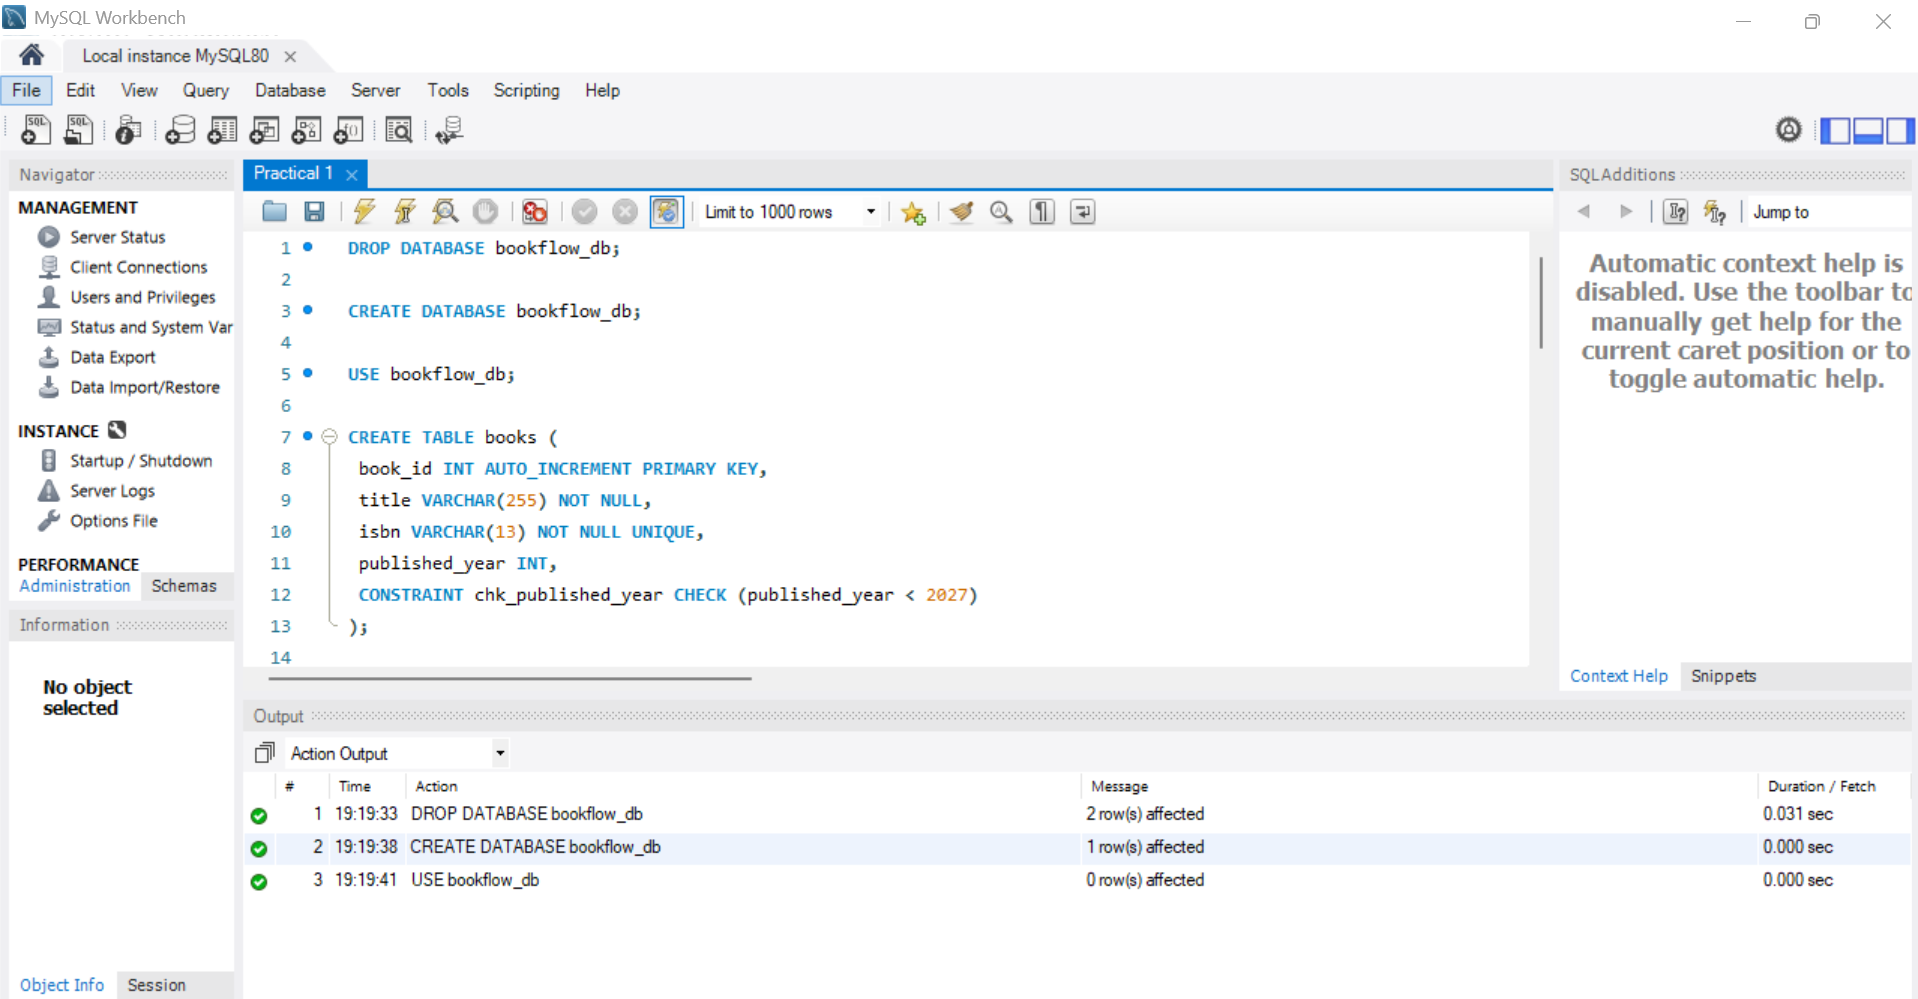 MySQL Workbench
Local instance MySQL80
File Edit View Query Database Server Tools Scripting Help
Navigator
MANAGEMENT
Server Status
Client Connections
Users and Privileges
Status and System Var
Data Export
Data Import/Restore
INSTANCE
Startup / Shutdown
Server Logs
Options File
PERFORMANCE
Administration Schemas
Information
No object
selected
Object Info Session
Practical 1
Limit to 1000 rows
1 DROP DATABASE bookflow_db;
2
3 CREATE DATABASE bookflow_db;
4
5 USE bookflow_db;
6
7 CREATE TABLE books (
8 book_id INT AUTO_INCREMENT PRIMARY KEY,
9 title VARCHAR(255) NOT NULL,
10 isbn VARCHAR(13) NOT NULL UNIQUE,
11 published_year INT,
12 CONSTRAINT chk_published_year CHECK (published_year < 2027)
13 );
14
SQLAdditions
Jump to
Automatic context help is
disabled. Use the toolbar to
manually get help for the
current caret position or to
toggle automatic help.
Context Help Snippets
Output
Action Output
# Time Action Message Duration / Fetch
1 19:19:33 DROP DATABASE bookflow_db 2 row(s) affected 0.031 sec
2 19:19:38 CREATE DATABASE bookflow_db 1 row(s) affected 0.000 sec
3 19:19:41 USE bookflow_db 0 row(s) affected 0.000 sec